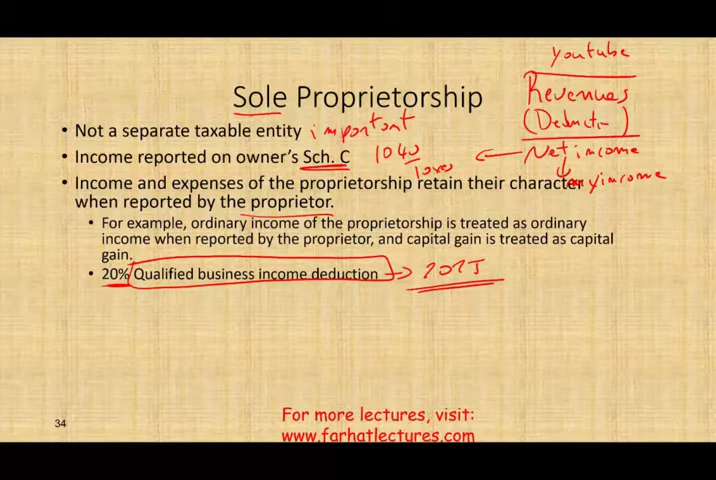 youtube
Revenues
Sole Proprietorship
(Deduction)
• Not a separate taxable entity important
• Income reported on owner's Sch. C 1040
Net income
• Income and expenses of the proprietorship retain their character
my income
when reported by the proprietor.
• For example, ordinary income of the proprietorship is treated as ordinary
income when reported by the proprietor, and capital gain is treated as capital
gain.
• 20% Qualified business income deduction → 2025
34
For more lectures, visit:
www.farhatlectures.com